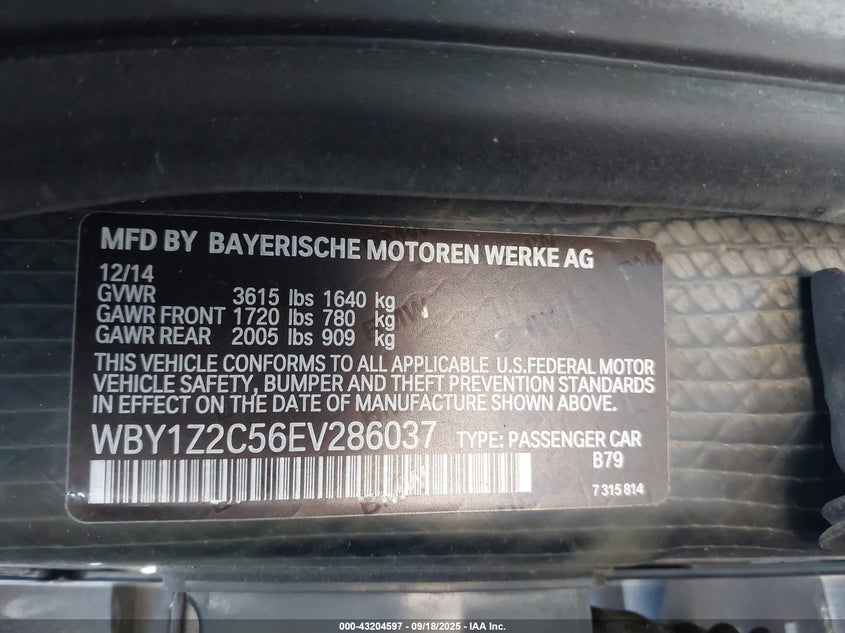 MFD BY BAYERISCHE MOTOREN WERKE AG
12/14
GVWR 3615 lbs 1640 kg
GAWR FRONT 1720 lbs 780 kg
GAWR REAR 2005 lbs 909 kg
THIS VEHICLE CONFORMS TO ALL APPLICABLE U.S.FEDERAL MOTOR
VEHICLE SAFETY, BUMPER AND THEFT PREVENTION STANDARDS
IN EFFECT ON THE DATE OF MANUFACTURE SHOWN ABOVE.
WBY1Z2C56EV286037 TYPE: PASSENGER CAR
B79
7 315 814
000-43204597 - 09/18/2025 - IAA Inc.